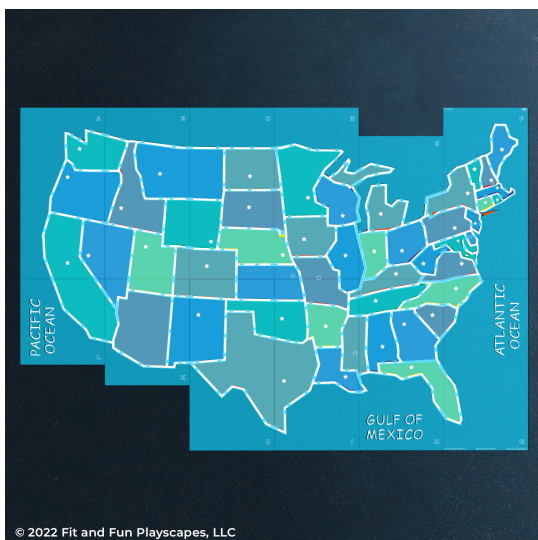 A
B
C
D
E
F
PACIFIC
OCEAN
ATLANTIC
OCEAN
L
K
J
I
H
G
GULF OF
MEXICO
© 2022 Fit and Fun Playscapes, LLC